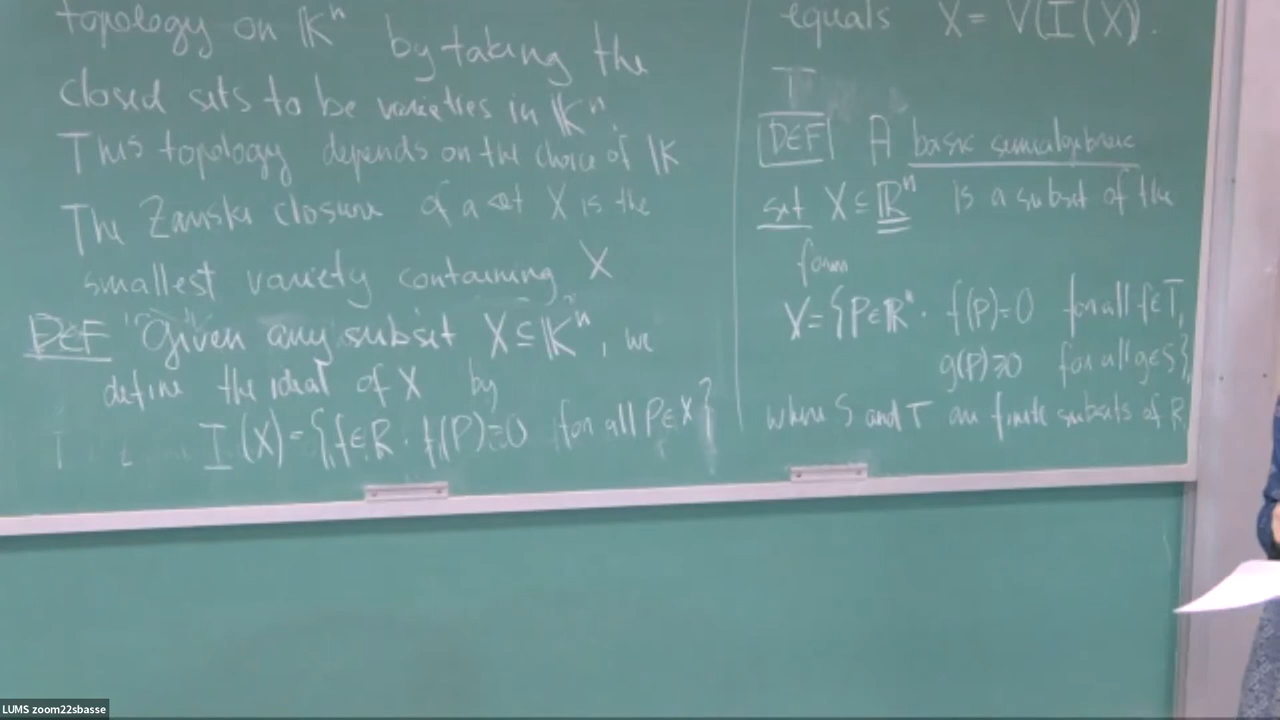 topology on 𝕂ⁿ by taking the
closed sets to be varieties in 𝕂ⁿ
This topology depends on the choice of 𝕂
The Zariski closure of a set X is the
smallest variety containing X
DEF Given any subset X ⊆ 𝕂ⁿ, we
define the ideal of X by
I(X) = {f∈R : f(P)=0 for all P∈X}
equals X = V(I(X)).
DEF A basic semialgebraic
set X ⊆ ℝⁿ is a subset of the
form
X = {P∈ℝⁿ : f(P)=0 for all f∈T,
g(P)≥0 for all g∈S},
where S and T are finite subsets of R
LUMS zoom22sbasse